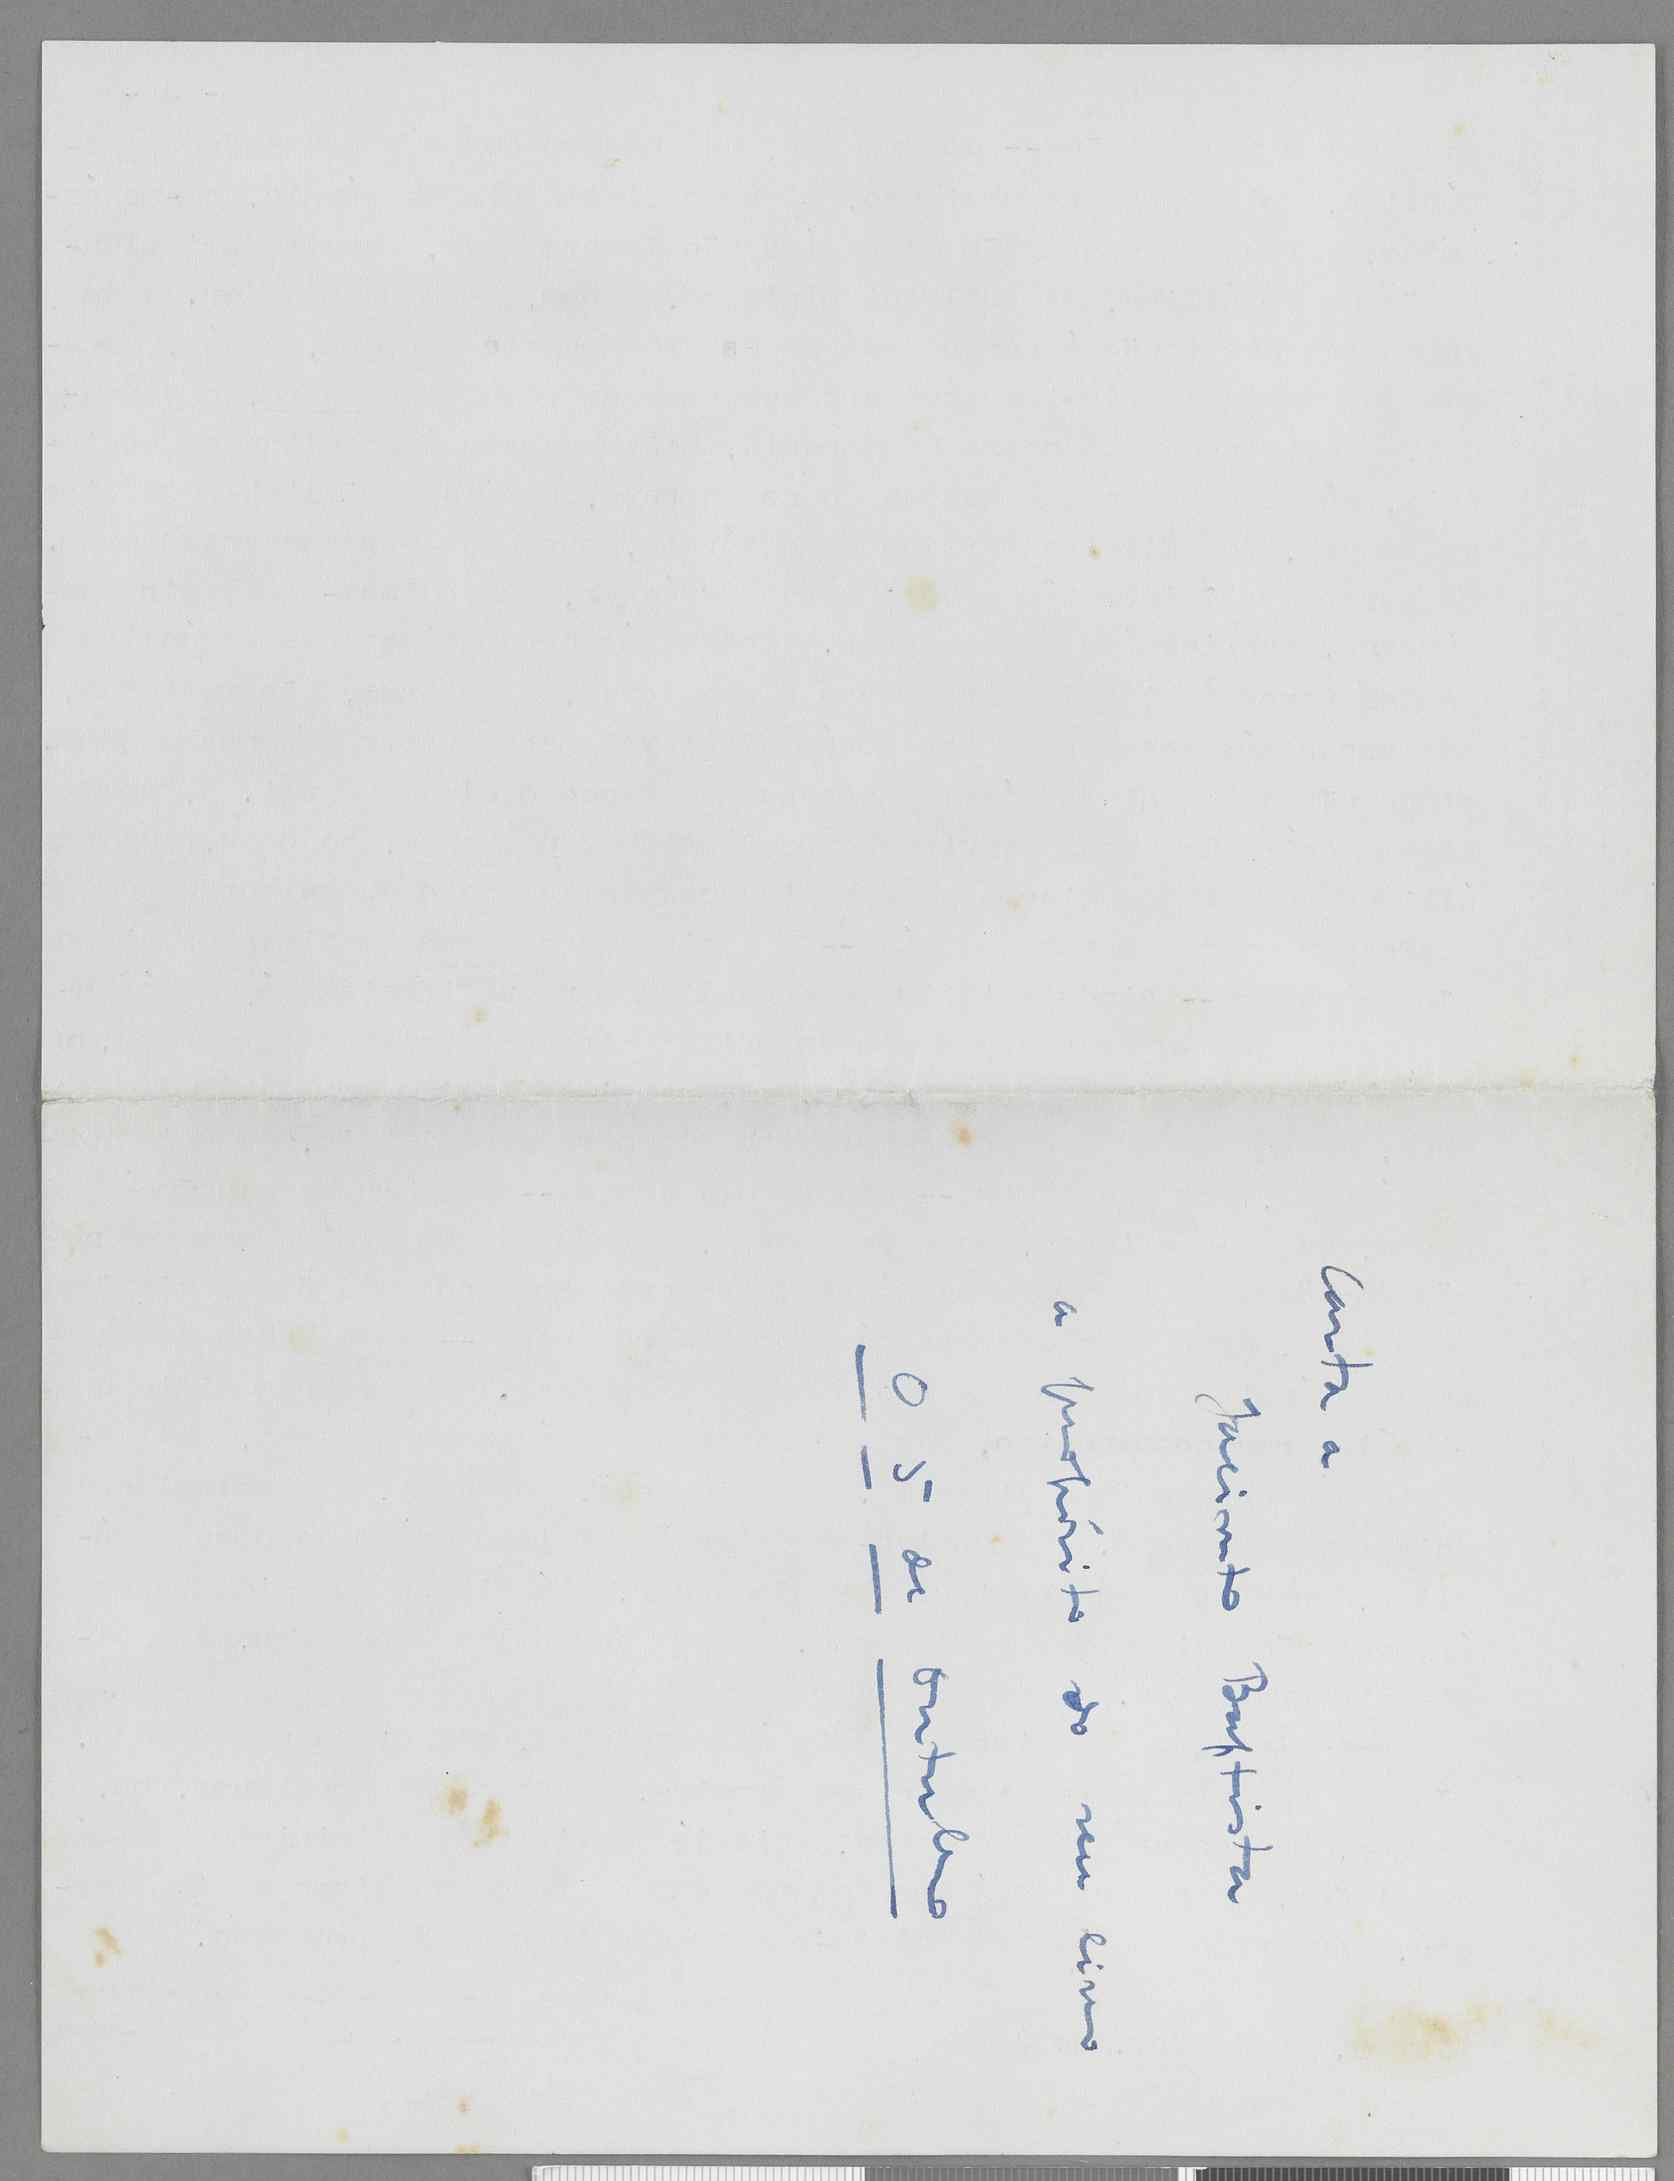 Carta a
Jacinto Baptista
a propósito do seu livro
O 5 de outubro